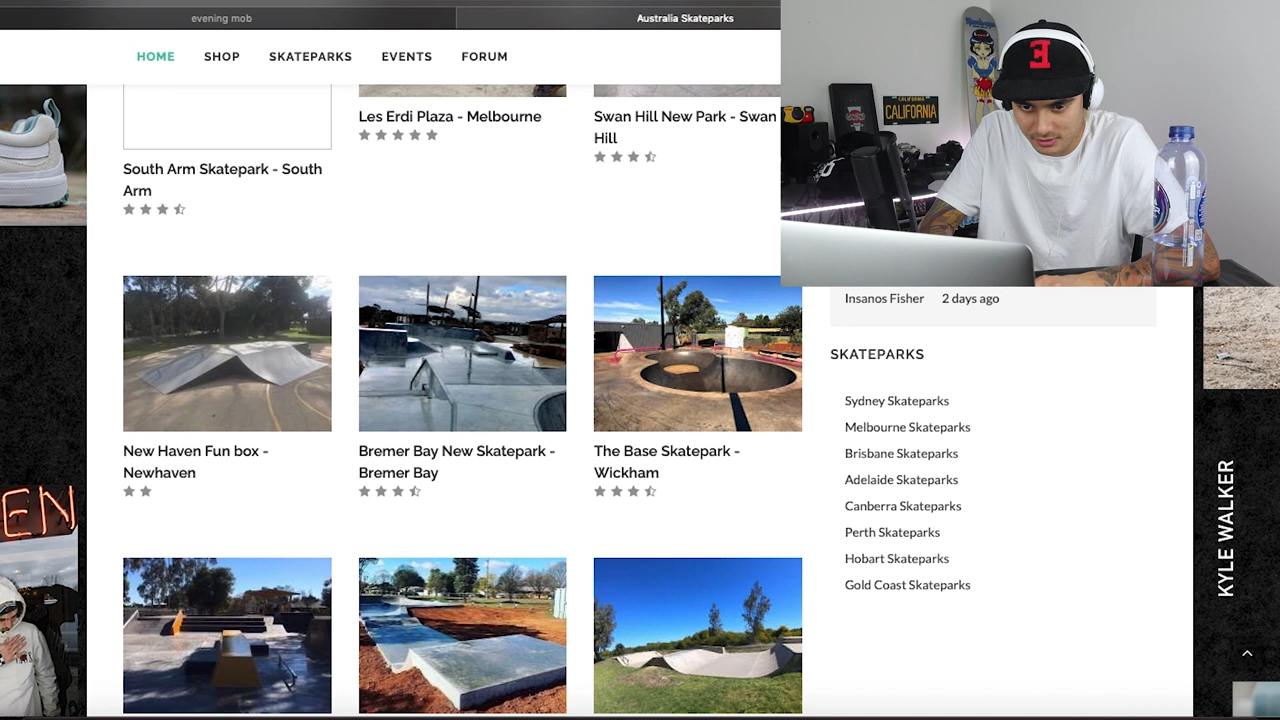 evening mob
Australia Skateparks
HOME
SHOP
SKATEPARKS
EVENTS
FORUM
CALIFORNIA
CALIFORNIA
Les Erdi Plaza - Melbourne
Swan Hill New Park - Swan
Hill
South Arm Skatepark - South
Arm
Insanos Fisher
2 days ago
SKATEPARKS
Sydney Skateparks
Melbourne Skateparks
Brisbane Skateparks
Adelaide Skateparks
Canberra Skateparks
Perth Skateparks
Hobart Skateparks
Gold Coast Skateparks
New Haven Fun box -
Newhaven
Bremer Bay New Skatepark -
Bremer Bay
The Base Skatepark -
Wickham
EN
KYLE WALKER